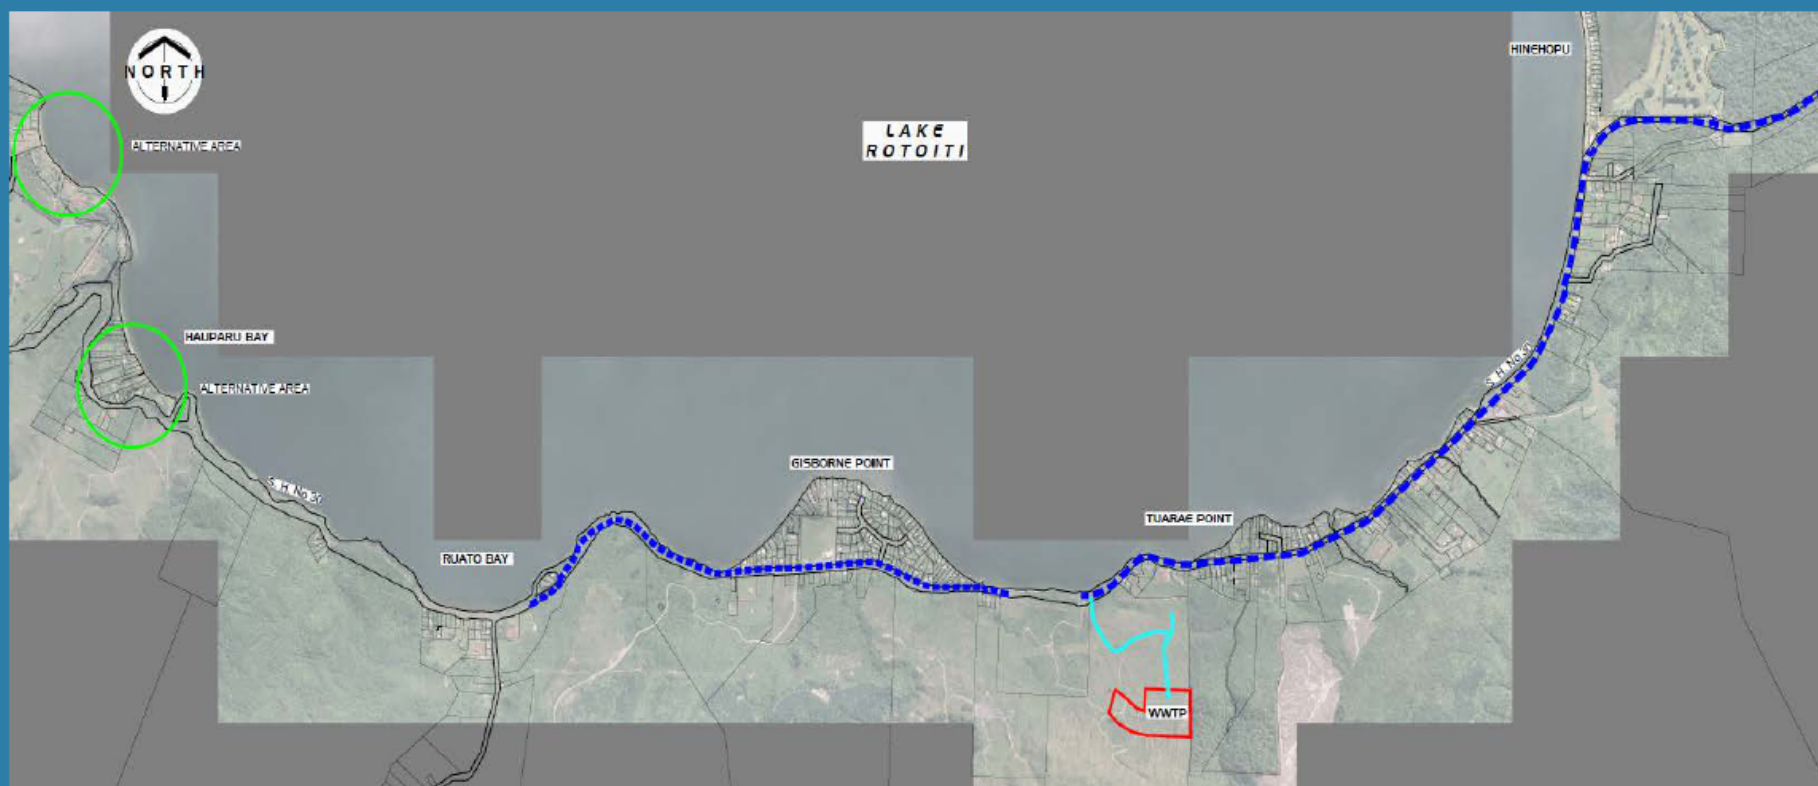 HINEHOPU
NORTH
LAKE
ROTOITI
ALTERNATIVE AREA
HAUPARU BAY
S. H. No.30
ALTERNATIVE AREA
GISBORNE POINT
S. H. No.30
TUARAE POINT
RUATO BAY
WWTP